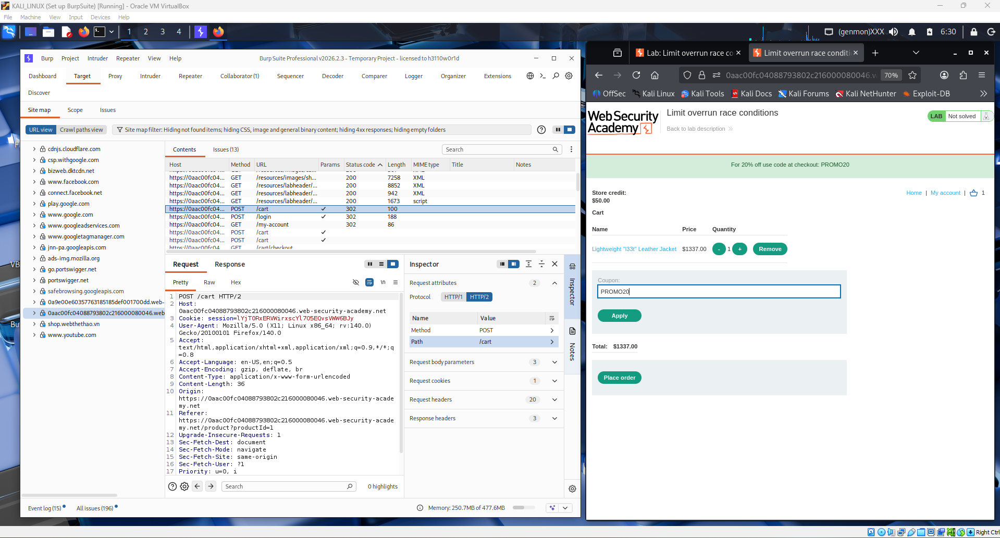 KALI_LINUX (Set up BurpSuite) [Running] - Oracle VM VirtualBox
File Machine View Input Devices Help
1 2 3 4 (genmon)XXX 6:30
Burp Project Intruder Repeater View Help Burp Suite Professional v2026.2.3 - Temporary Project - licensed to h3110w0r1d
Dashboard Target Proxy Intruder Repeater Collaborator (1) Sequencer Decoder Comparer Logger Organizer Extensions
Discover
Site map Scope Issues
URL view Crawl paths view Site map filter: Hiding not found items; hiding CSS, image and general binary content; hiding 4xx responses; hiding empty folders
cdnjs.cloudflare.com
csp.withgoogle.com
bizweb.dktcdn.net
www.facebook.com
connect.facebook.net
play.google.com
www.google.com
www.googleadservices.com
www.googletagmanager.com
jnn-pa.googleapis.com
ads-img.mozilla.org
go.portswigger.net
portswigger.net
safebrowsing.googleapis.com
0a9e00e60357763185185def001700dd.web-
0aac00fc04088793802c216000080046.web
shop.webthethao.vn
www.youtube.com
Contents Issues (13) Search
Host Method URL Params Status code Length MIME type Title Notes
https://0aac00fc04... GET /resources/images/sh... 200 7258 XML
https://0aac00fc04... GET /resources/labheader/... 200 8852 XML
https://0aac00fc04... GET /resources/labheader/... 200 942 XML
https://0aac00fc04... GET /resources/labheader/... 200 1673 script
https://0aac00fc04... POST /cart ✓ 302 100
https://0aac00fc04... POST /login ✓ 302 188
https://0aac00fc04... GET /my-account 302 86
https://0aac00fc04... POST /cart ✓
https://0aac00fc04... POST /cart ✓
https://0aac00fc04 GET /cart/checkout
Request Response
Pretty Raw Hex \n
1 POST /cart HTTP/2
2 Host:
0aac00fc04088793802c216000080046.web-security-academy.net
3 Cookie: session=lYjT0RxERVWirxscYl7O5EQvsVWW6BJy
4 User-Agent: Mozilla/5.0 (X11; Linux x86_64; rv:140.0)
Gecko/20100101 Firefox/140.0
5 Accept:
text/html,application/xhtml+xml,application/xml;q=0.9,*/*;q
=0.8
6 Accept-Language: en-US,en;q=0.5
7 Accept-Encoding: gzip, deflate, br
8 Content-Type: application/x-www-form-urlencoded
9 Content-Length: 36
10 Origin:
https://0aac00fc04088793802c216000080046.web-security-acade
my.net
11 Referer:
https://0aac00fc04088793802c216000080046.web-security-acade
my.net/product?productId=1
12 Upgrade-Insecure-Requests: 1
13 Sec-Fetch-Dest: document
14 Sec-Fetch-Mode: navigate
15 Sec-Fetch-Site: same-origin
16 Sec-Fetch-User: ?1
17 Priority: u=0, i
Search 0 highlights
Inspector
Request attributes 2
Protocol HTTP/1 HTTP/2
Name Value
Method POST
Path /cart
Request body parameters 3
Request cookies 1
Request headers 20
Response headers 3
Inspector
Notes
Event log (15) All issues (196) Memory: 250.7MB of 477.6MB
VB
Bu
Lab: Limit overrun race co Limit overrun race conditi
0aac00fc04088793802c216000080046.w 70%
OffSec Kali Linux Kali Tools Kali Docs Kali Forums Kali NetHunter Exploit-DB
Web Security
Academy
Limit overrun race conditions
Back to lab description
LAB Not solved
For 20% off use code at checkout: PROMO20
Store credit:
$50.00
Home | My account | 1
Cart
Name Price Quantity
Lightweight "l33t" Leather Jacket $1337.00 - 1 + Remove
Coupon:
PROMO20
Apply
Total: $1337.00
Place order
Right Ctrl